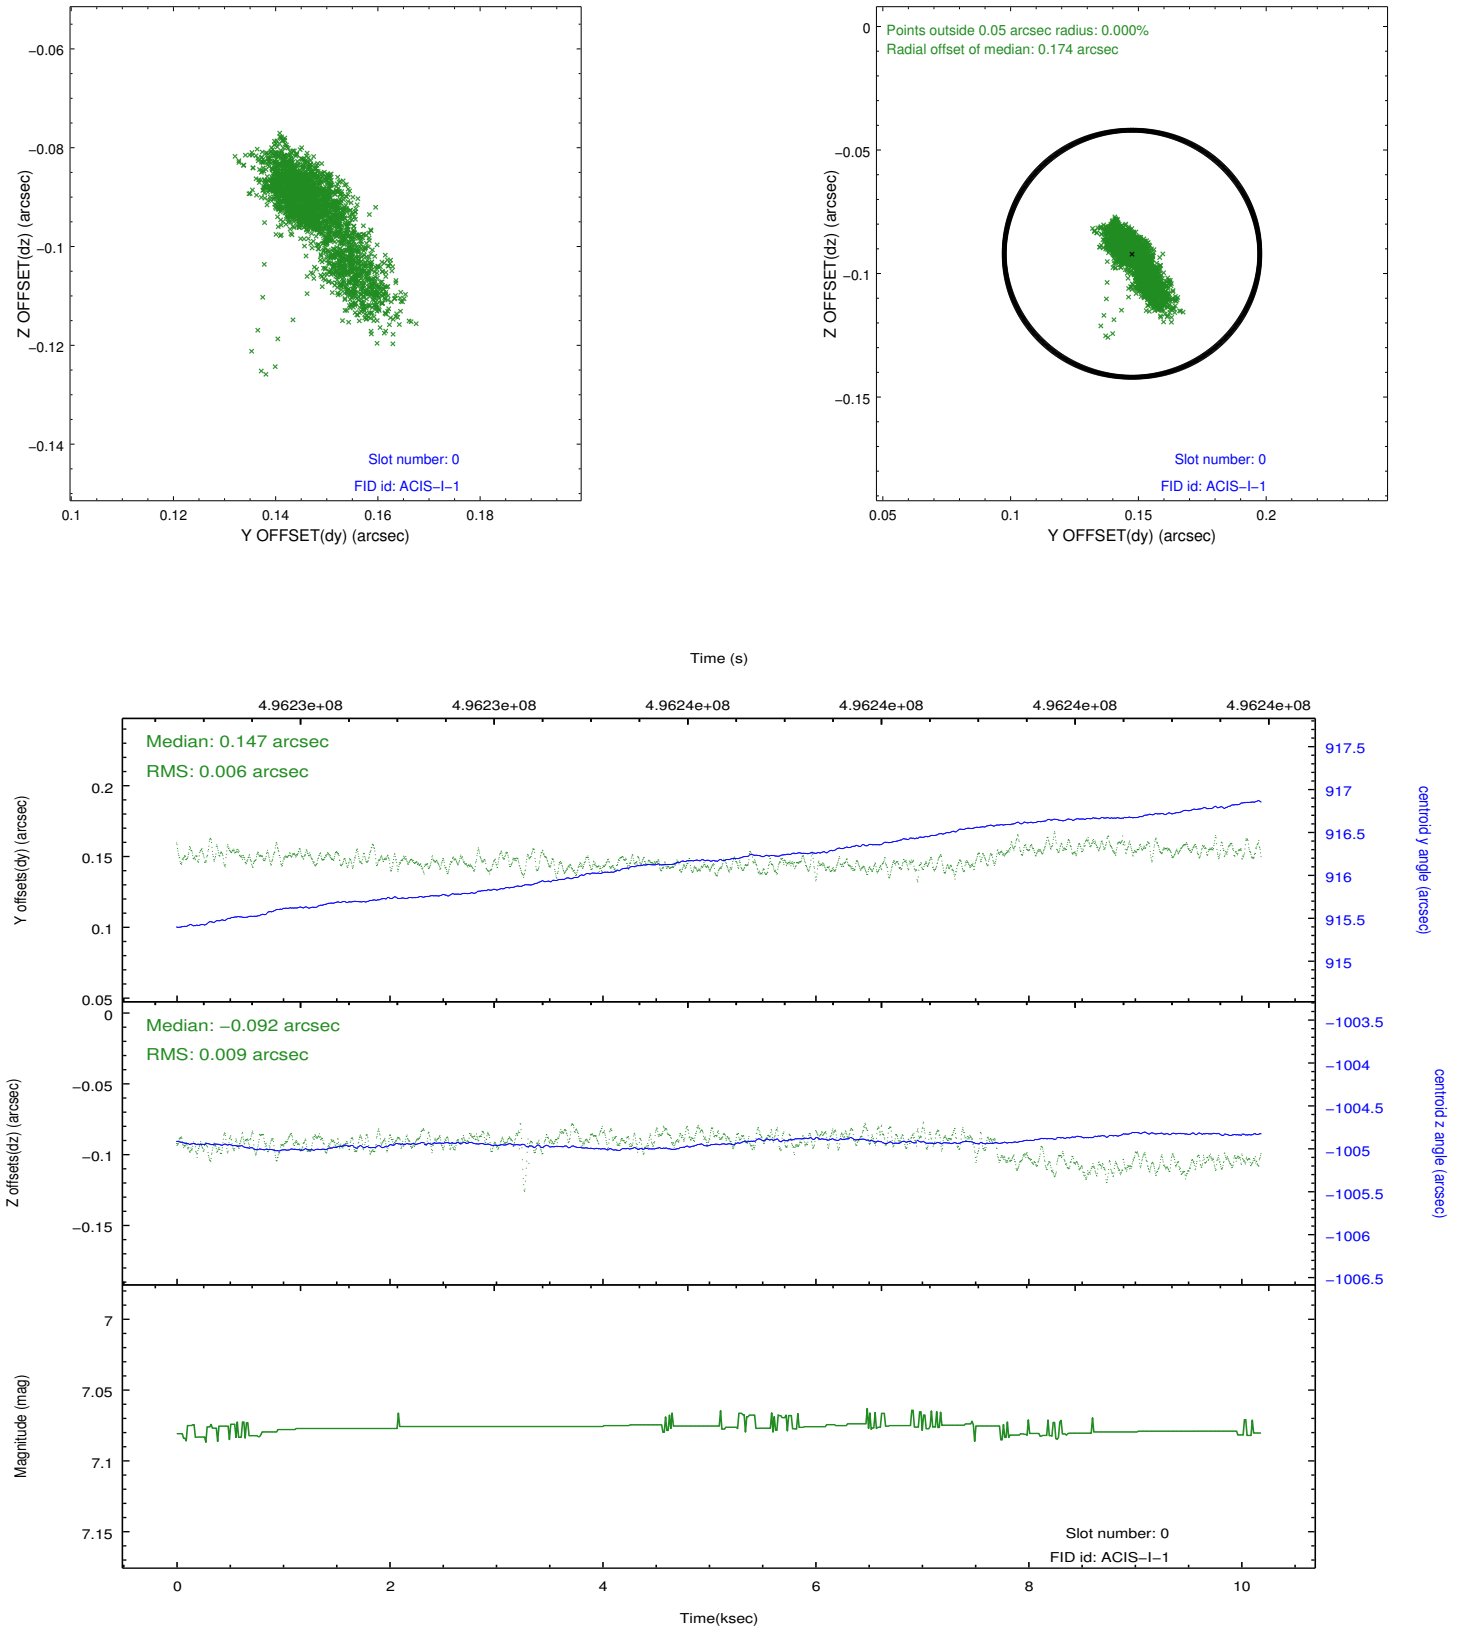 −0.06
−0.08
−0.1
−0.12
−0.14
Z OFFSET(dz) (arcsec)
Slot number: 0
FID id: ACIS−I−1
0.1 0.12 0.14 0.16 0.18
Y OFFSET(dy) (arcsec)
Points outside 0.05 arcsec radius: 0.000%
Radial offset of median: 0.174 arcsec
0
−0.05
−0.1
−0.15
Z OFFSET(dz) (arcsec)
Slot number: 0
FID id: ACIS−I−1
0.05 0.1 0.15 0.2
Y OFFSET(dy) (arcsec)
Time (s)
4.9623e+08 4.9623e+08 4.9624e+08 4.9624e+08 4.9624e+08 4.9624e+08
Median: 0.147 arcsec
RMS: 0.006 arcsec
0.2
0.15
0.1
0.05
Y offsets(dy) (arcsec)
917.5
917
916.5
916
915.5
915
centroid y angle (arcsec)
Median: −0.092 arcsec
RMS: 0.009 arcsec
0
−0.05
−0.1
−0.15
Z offsets(dz) (arcsec)
−1003.5
−1004
−1004.5
−1005
−1005.5
−1006
−1006.5
centroid z angle (arcsec)
7
7.05
7.1
7.15
Magnitude (mag)
Slot number: 0
FID id: ACIS−I−1
0 2 4 6 8 10
Time(ksec)